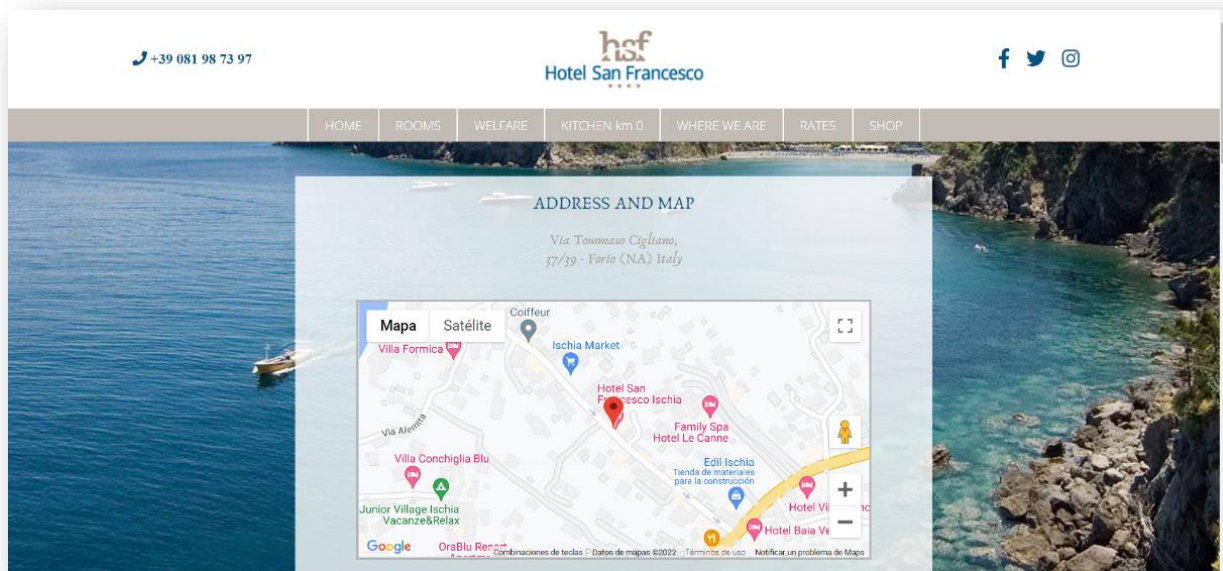 +39 081 98 73 97
hsf
Hotel San Francesco
HOME ROOMS WELFARE KITCHEN km 0 WHERE WE ARE RATES SHOP
ADDRESS AND MAP
Via Tommaso Cigliano,
37/39 - Forio (NA) Italy
Mapa Satélite
Coiffeur
Villa Formica
Ischia Market
Hotel San
Francesco Ischia
Via Alemita
Family Spa
Hotel Le Canne
Villa Conchiglia Blu
Edil Ischia
Tienda de materiales
para la construcción
Junior Village Ischia
Vacanze&Relax
Hotel
Hotel Baia
Google
OraBlu
Combinaciones de teclas Datos de mapas ©2022 Términos de uso Notificar un problema de Maps